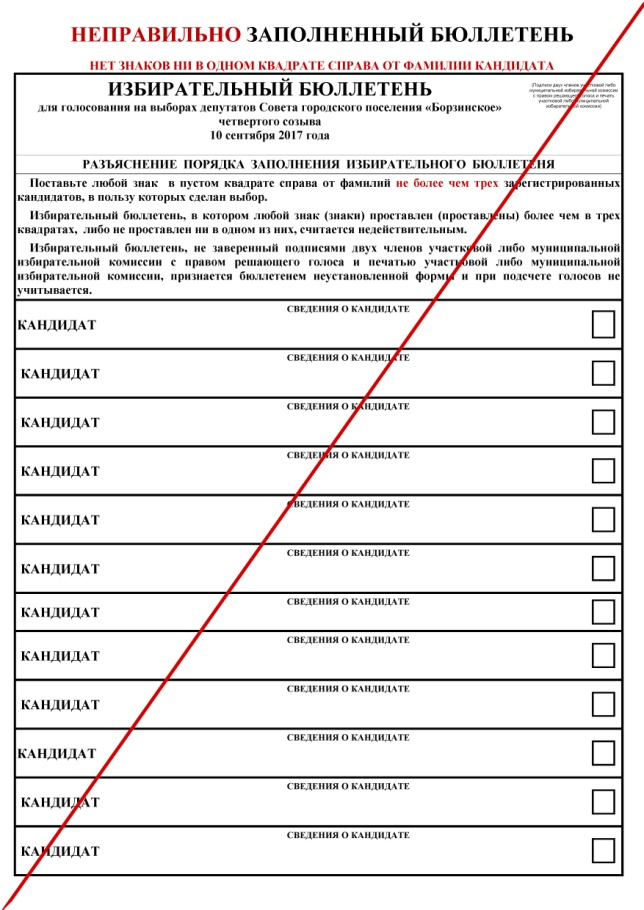 НЕПРАВИЛЬНО ЗАПОЛНЕННЫЙ БЮЛЛЕТЕНЬ
НЕТ ЗНАКОВ НИ В ОДНОМ КВАДРАТЕ СПРАВА ОТ ФАМИЛИИ КАНДИДАТА
ИЗБИРАТЕЛЬНЫЙ БЮЛЛЕТЕНЬ
для голосования на выборах депутатов Совета городского поселения «Борзинское»
четвертого созыва
10 сентября 2017 года
(Подписи двух членов участковой либо
муниципальной избирательной комиссии
с правом решающего голоса и печать
участковой либо муниципальной
избирательной комиссии)
РАЗЪЯСНЕНИЕ ПОРЯДКА ЗАПОЛНЕНИЯ ИЗБИРАТЕЛЬНОГО БЮЛЛЕТЕНЯ
Поставьте любой знак в пустом квадрате справа от фамилий не более чем трех зарегистрированных
кандидатов, в пользу которых сделан выбор.
Избирательный бюллетень, в котором любой знак (знаки) проставлен (проставлены) более чем в трех
квадратах, либо не проставлен ни в одном из них, считается недействительным.
Избирательный бюллетень, не заверенный подписями двух членов участковой либо муниципальной
избирательной комиссии с правом решающего голоса и печатью участковой либо муниципальной
избирательной комиссии, признается бюллетенем неустановленной формы и при подсчете голосов не
учитывается.
СВЕДЕНИЯ О КАНДИДАТЕ
КАНДИДАТ
СВЕДЕНИЯ О КАНДИДАТЕ
КАНДИДАТ
СВЕДЕНИЯ О КАНДИДАТЕ
КАНДИДАТ
СВЕДЕНИЯ О КАНДИДАТЕ
КАНДИДАТ
СВЕДЕНИЯ О КАНДИДАТЕ
КАНДИДАТ
СВЕДЕНИЯ О КАНДИДАТЕ
КАНДИДАТ
СВЕДЕНИЯ О КАНДИДАТЕ
КАНДИДАТ
СВЕДЕНИЯ О КАНДИДАТЕ
КАНДИДАТ
СВЕДЕНИЯ О КАНДИДАТЕ
КАНДИДАТ
СВЕДЕНИЯ О КАНДИДАТЕ
КАНДИДАТ
СВЕДЕНИЯ О КАНДИДАТЕ
КАНДИДАТ
СВЕДЕНИЯ О КАНДИДАТЕ
КАНДИДАТ